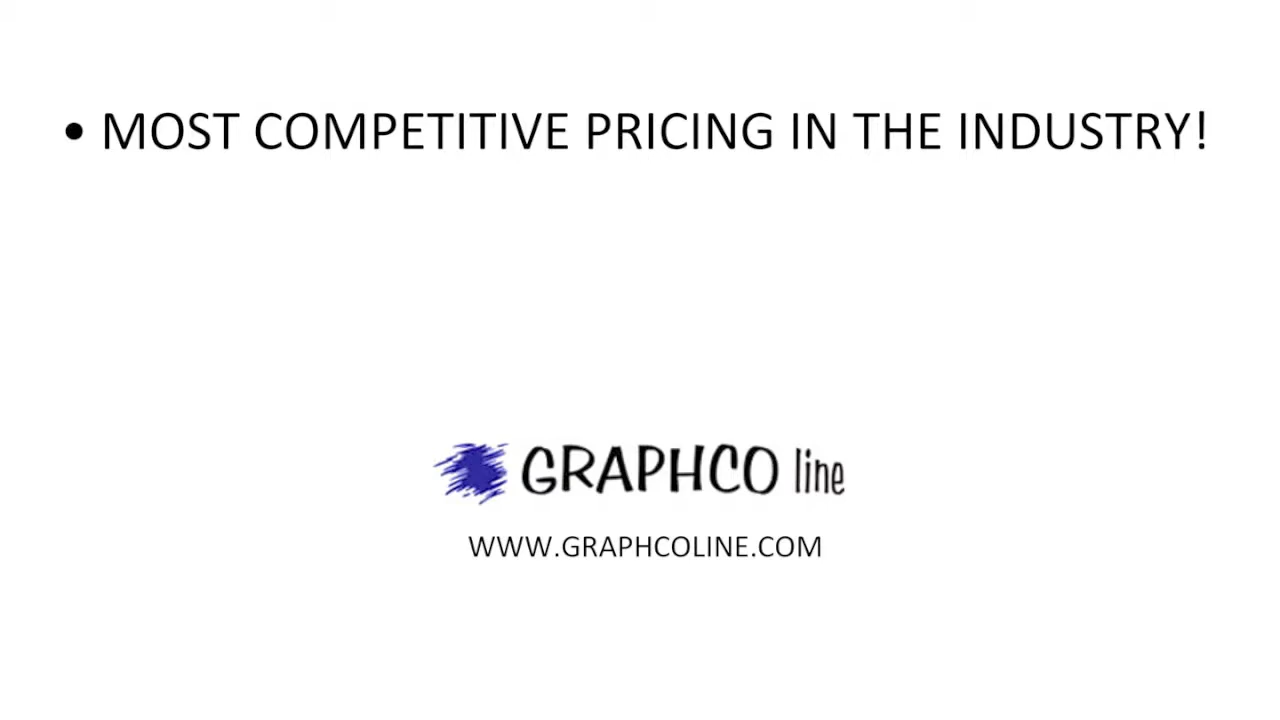 • MOST COMPETITIVE PRICING IN THE INDUSTRY!
GRAPHCO line
WWW.GRAPHCOLINE.COM